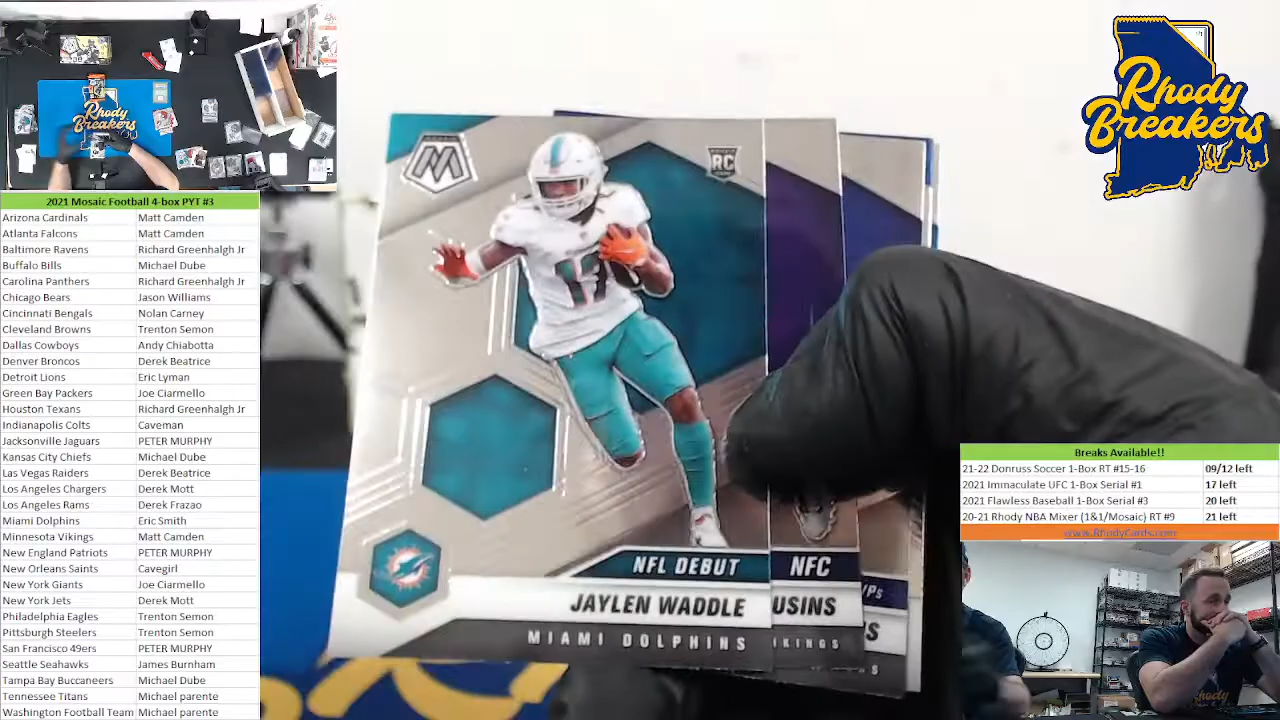 Rhody
Breakers
Rhody
Breakers
2021 Mosaic Football 4-box PYT #3
Arizona Cardinals Matt Camden
Atlanta Falcons Matt Camden
Baltimore Ravens Richard Greenhalgh Jr
Buffalo Bills Michael Dube
Carolina Panthers Richard Greenhalgh Jr
Chicago Bears Jason Williams
Cincinnati Bengals Nolan Carney
Cleveland Browns Trenton Semon
Dallas Cowboys Andy Chiabotta
Denver Broncos Derek Beatrice
Detroit Lions Eric Lyman
Green Bay Packers Joe Ciarmello
Houston Texans Richard Greenhalgh Jr
Indianapolis Colts Caveman
Jacksonville Jaguars PETER MURPHY
Kansas City Chiefs Michael Dube
Las Vegas Raiders Derek Beatrice
Los Angeles Chargers Derek Mott
Los Angeles Rams Derek Frazao
Miami Dolphins Eric Smith
Minnesota Vikings Matt Camden
New England Patriots PETER MURPHY
New Orleans Saints Cavegirl
New York Giants Joe Ciarmello
New York Jets Derek Mott
Philadelphia Eagles Trenton Semon
Pittsburgh Steelers Trenton Semon
San Francisco 49ers PETER MURPHY
Seattle Seahawks James Burnham
Tampa Bay Buccaneers Michael Dube
Tennessee Titans Michael parente
Washington Football Team Michael parente
M
RC
17
NFL DEBUT
JAYLEN WADDLE
MIAMI DOLPHINS
NFC
USINS
IKINGS
VPs
S
S
Breaks Available!!
21-22 Donruss Soccer 1-Box RT #15-16 09/12 left
2021 Immaculate UFC 1-Box Serial #1 17 left
2021 Flawless Baseball 1-Box Serial #3 20 left
20-21 Rhody NBA Mixer (1&1/Mosaic) RT #9 21 left
www.RhodyCards.com
Rhody